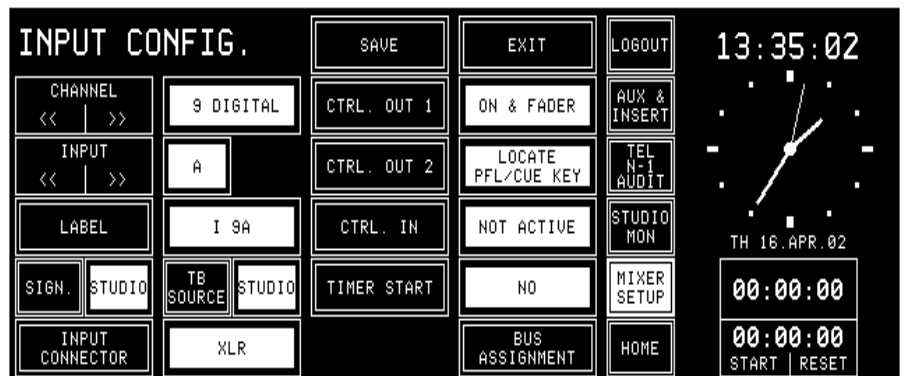 INPUT CONFIG.
SAVE
EXIT
LOGOUT
13:35:02
CHANNEL
<< | >>
9 DIGITAL
CTRL. OUT 1
ON & FADER
AUX &
INSERT
INPUT
<< | >>
A
CTRL. OUT 2
LOCATE
PFL/CUE KEY
TEL
N-1
AUDIT
LABEL
I 9A
CTRL. IN
NOT ACTIVE
STUDIO
MON
TH 16.APR.02
SIGN.
STUDIO
TB
SOURCE
STUDIO
TIMER START
NO
MIXER
SETUP
00:00:00
INPUT
CONNECTOR
XLR
BUS
ASSIGNMENT
HOME
00:00:00
START | RESET